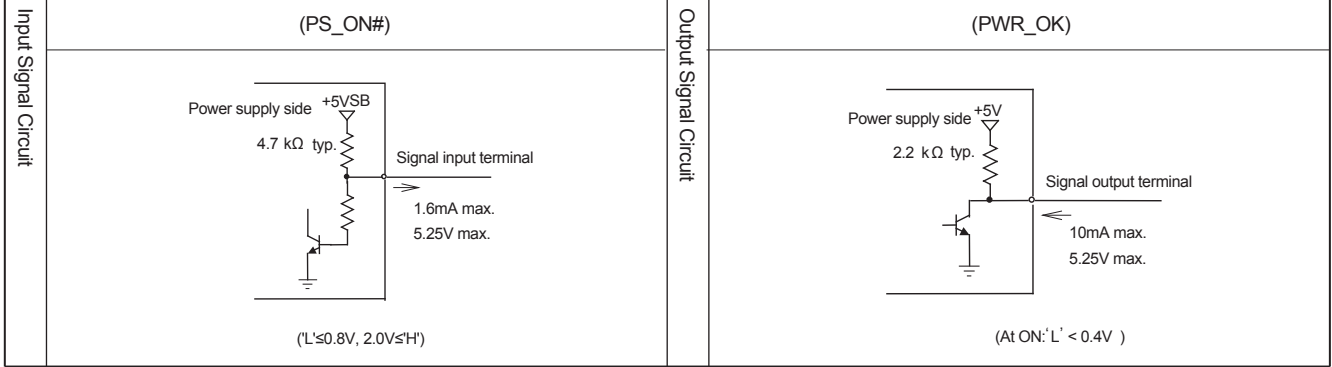 Input Signal Circuit
(PS_ON#)
Power supply side +5VSB
4.7 kΩ typ.
Signal input terminal
1.6mA max.
5.25V max.
('L'≤0.8V, 2.0V≤'H')
Output Signal Circuit
(PWR_OK)
Power supply side +5V
2.2 kΩ typ.
Signal output terminal
10mA max.
5.25V max.
(At ON:'L' < 0.4V )